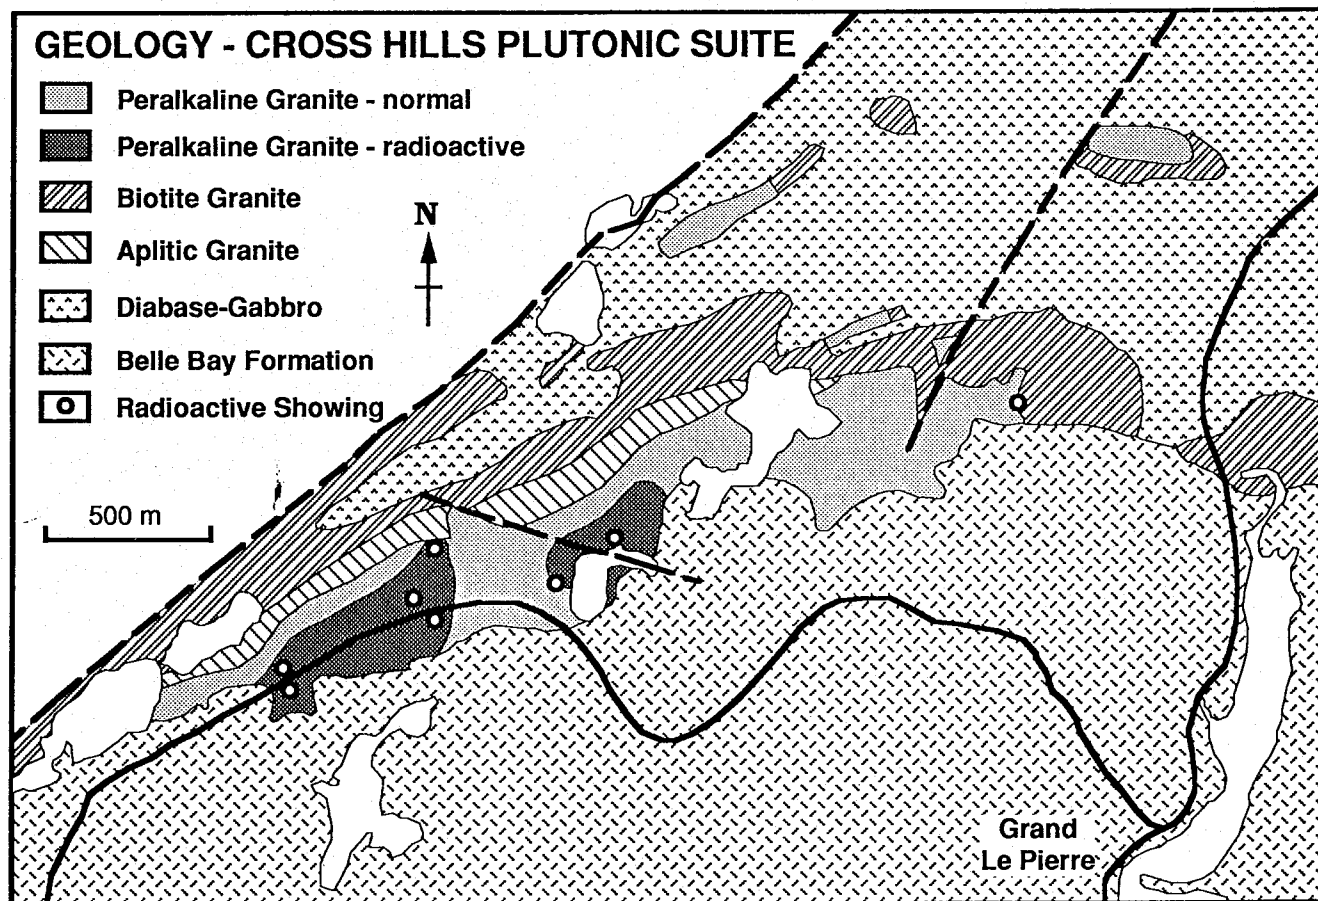 GEOLOGY - CROSS HILLS PLUTONIC SUITE
Peralkaline Granite - normal
Peralkaline Granite - radioactive
Biotite Granite
Aplitic Granite
Diabase-Gabbro
Belle Bay Formation
Radioactive Showing
N
500 m
Grand
Le Pierre